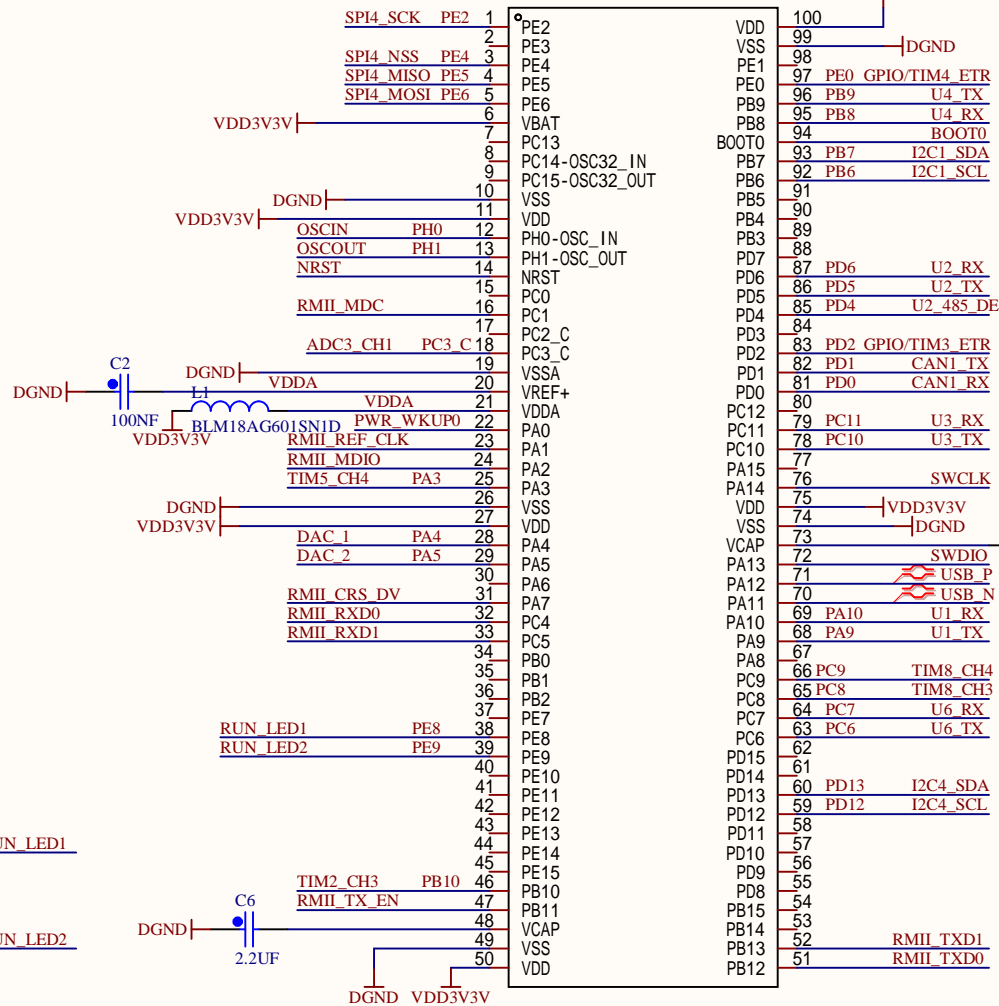 SPI4_SCK PE2 1 PE2
2 PE3
SPI4_NSS PE4 3 PE4
SPI4_MISO PE5 4 PE5
SPI4_MOSI PE6 5 PE6
VDD3V3V 6 VBAT
7 PC13
8 PC14-OSC32_IN
9 PC15-OSC32_OUT
DGND 10 VSS
VDD3V3V 11 VDD
OSCIN PH0 12 PH0-OSC_IN
OSCOUT PH1 13 PH1-OSC_OUT
NRST 14 NRST
15 PC0
RMII_MDC 16 PC1
17 PC2_C
ADC3_CH1 PC3_C 18 PC3_C
DGND 19 VSSA
C2
DGND 100NF VDDA 20 VREF+
L1
VDD3V3V BLM18AG601SN1D VDDA 21 VDDA
PWR_WKUP0 22 PA0
RMII_REF_CLK 23 PA1
RMII_MDIO 24 PA2
TIM5_CH4 PA3 25 PA3
DGND 26 VSS
VDD3V3V 27 VDD
DAC_1 PA4 28 PA4
DAC_2 PA5 29 PA5
30 PA6
RMII_CRS_DV 31 PA7
RMII_RXD0 32 PC4
RMII_RXD1 33 PC5
34 PB0
35 PB1
36 PB2
37 PE7
RUN_LED1 PE8 38 PE8
RUN_LED2 PE9 39 PE9
40 PE10
41 PE11
42 PE12
43 PE13
UN_LED1
44 PE14
45 PE15
TIM2_CH3 PB10 46 PB10
RMII_TX_EN 47 PB11
C6
DGND 2.2UF 48 VCAP
UN_LED2
DGND 49 VSS
VDD3V3V 50 VDD
VDD 100
VSS 99 DGND
PE1 98
PE0 97 PE0 GPIO/TIM4_ETR
PB9 96 PB9 U4_TX
PB8 95 PB8 U4_RX
BOOT0 94 BOOT0
PB7 93 PB7 I2C1_SDA
PB6 92 PB6 I2C1_SCL
PB5 91
PB4 90
PB3 89
PD7 88
PD6 87 PD6 U2_RX
PD5 86 PD5 U2_TX
PD4 85 PD4 U2_485_DE
PD3 84
PD2 83 PD2 GPIO/TIM3_ETR
PD1 82 PD1 CAN1_TX
PD0 81 PD0 CAN1_RX
PC12 80
PC11 79 PC11 U3_RX
PC10 78 PC10 U3_TX
PA15 77
PA14 76 SWCLK
VDD 75 VDD3V3V
VSS 74 DGND
VCAP 73
PA13 72 SWDIO
PA12 71 USB_P
PA11 70 USB_N
PA10 69 PA10 U1_RX
PA9 68 PA9 U1_TX
PA8 67
PC9 66 PC9 TIM8_CH4
PC8 65 PC8 TIM8_CH3
PC7 64 PC7 U6_RX
PC6 63 PC6 U6_TX
PD15 62
PD14 61
PD13 60 PD13 I2C4_SDA
PD12 59 PD12 I2C4_SCL
PD11 58
PD10 57
PD9 56
PD8 55
PB15 54
PB14 53
PB13 52 RMII_TXD1
PB12 51 RMII_TXD0